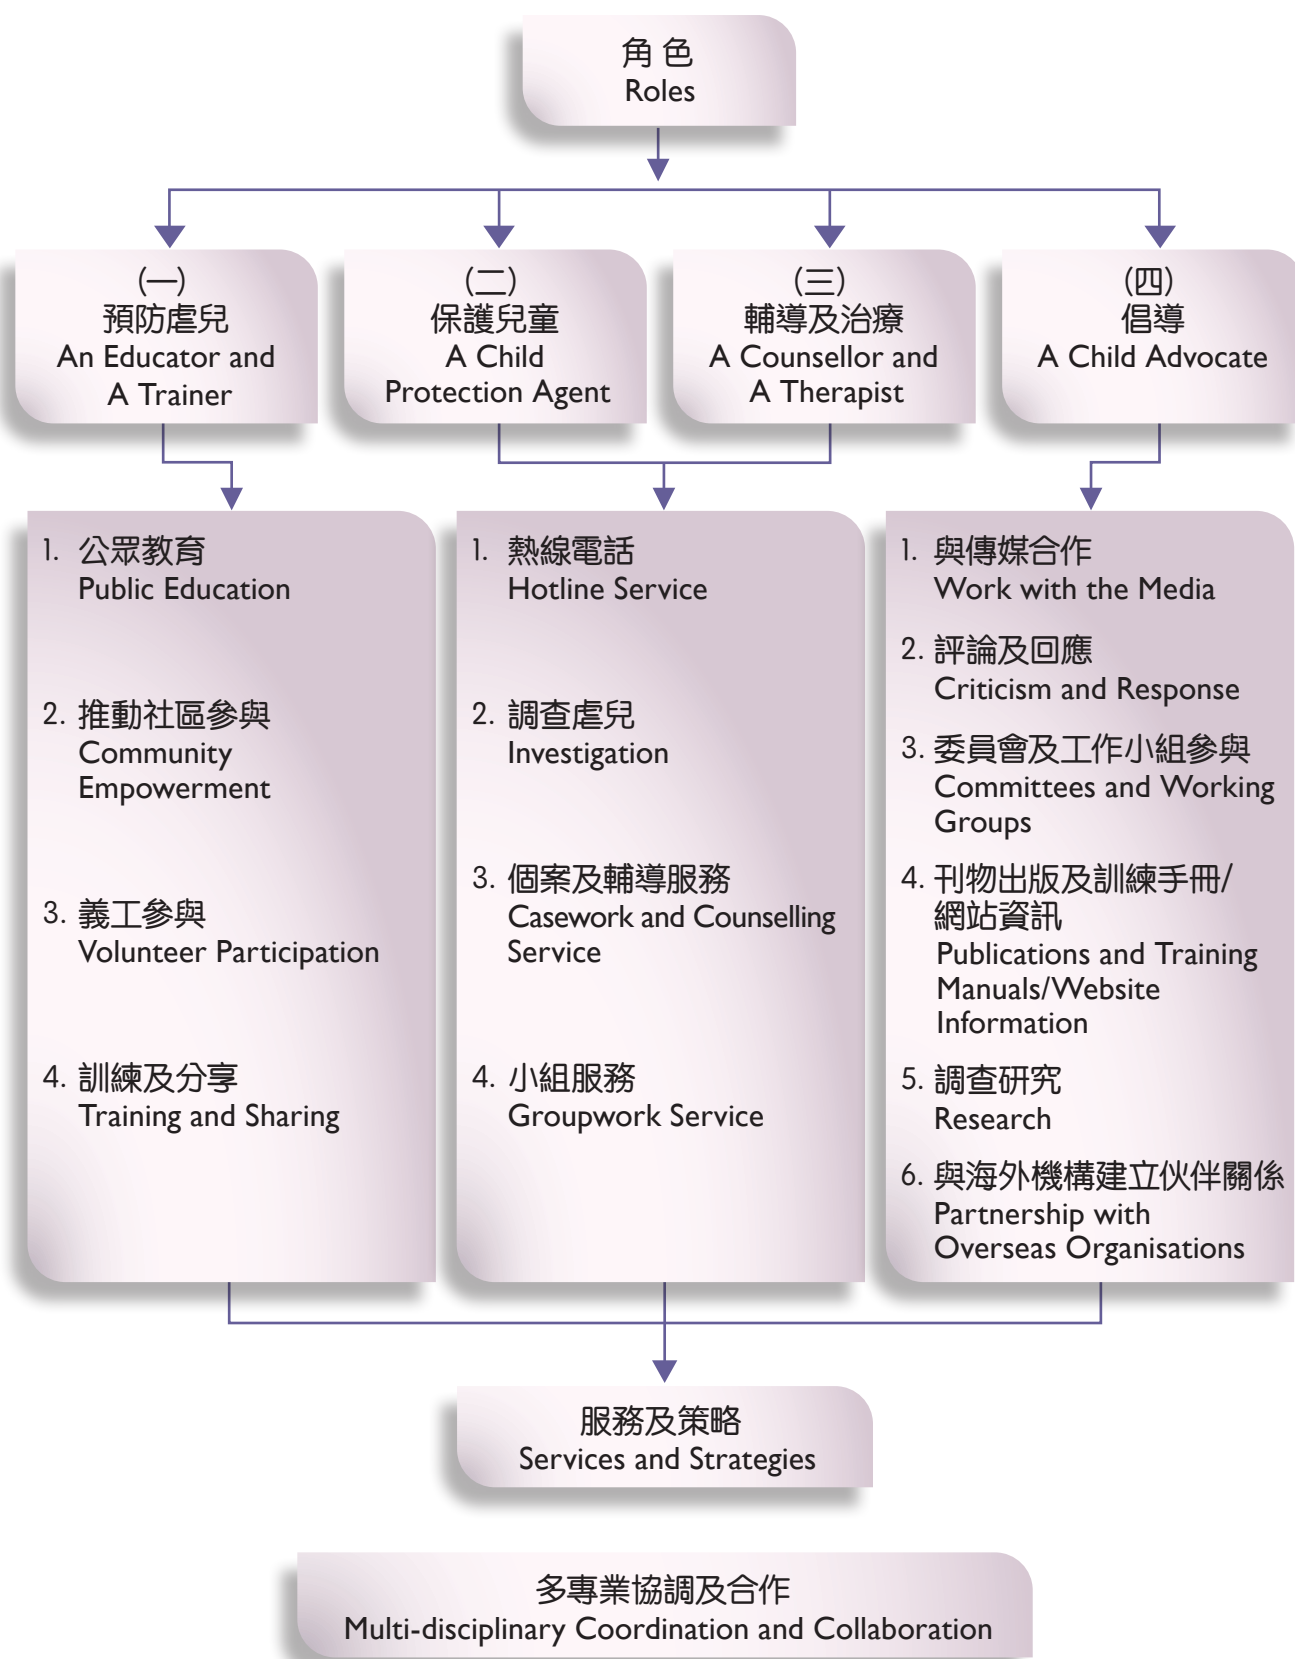 角色
Roles
(一)
預防虐兒
An Educator and
A Trainer
(二)
保護兒童
A Child
Protection Agent
(三)
輔導及治療
A Counsellor and
A Therapist
(四)
倡導
A Child Advocate
1. 公眾教育
Public Education
2. 推動社區參與
Community
Empowerment
3. 義工參與
Volunteer Participation
4. 訓練及分享
Training and Sharing
1. 熱線電話
Hotline Service
2. 調查虐兒
Investigation
3. 個案及輔導服務
Casework and Counselling
Service
4. 小組服務
Groupwork Service
1. 與傳媒合作
Work with the Media
2. 評論及回應
Criticism and Response
3. 委員會及工作小組參與
Committees and Working
Groups
4. 刊物出版及訓練手冊/
網站資訊
Publications and Training
Manuals/Website
Information
5. 調查研究
Research
6. 與海外機構建立伙伴關係
Partnership with
Overseas Organisations
服務及策略
Services and Strategies
多專業協調及合作
Multi-disciplinary Coordination and Collaboration